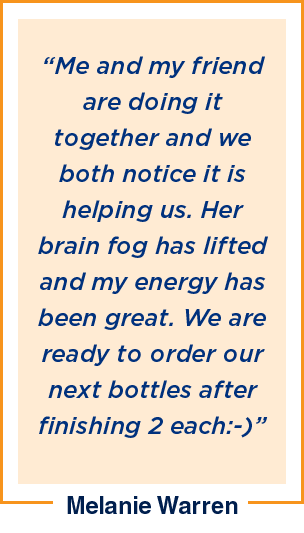 “Me and my friend
are doing it
together and we
both notice it is
helping us. Her
brain fog has lifted
and my energy has
been great. We are
ready to order our
next bottles after
finishing 2 each:-)”
Melanie Warren